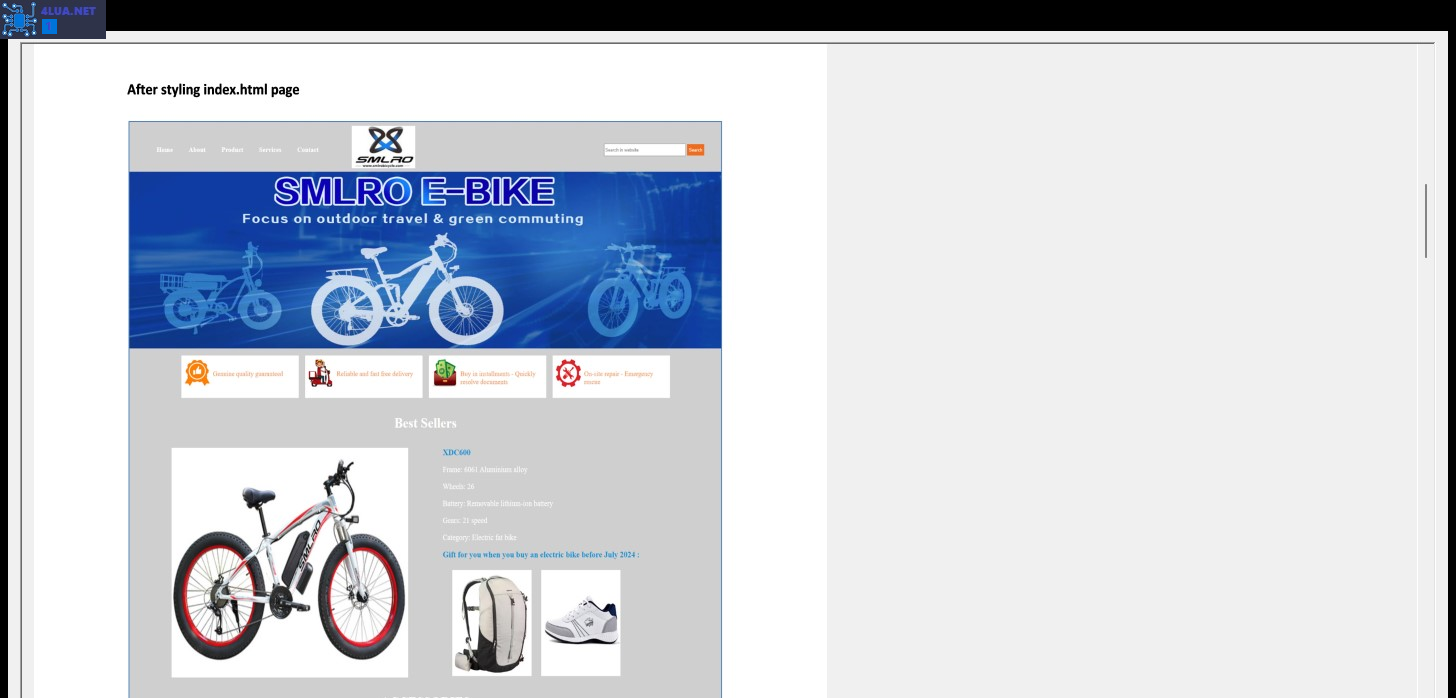 4LUA.NET
After styling index.html page
Home About Product Services Contact
SMLRO
www.smlrobicycle.com
Search in website
Search
SMLRO E-BIKE
Focus on outdoor travel & green commuting
Genuine quality guaranteed
Reliable and fast free delivery
Buy in installments - Quickly
resolve documents
On-site repair - Emergency
rescue
Best Sellers
XDC600
Frame: 6061 Aluminium alloy
Wheels: 26
Battery: Removable lithium-ion battery
Gears: 21 speed
Category: Electric fat bike
Gift for you when you buy an electric bike before July 2024 :
SMLRO